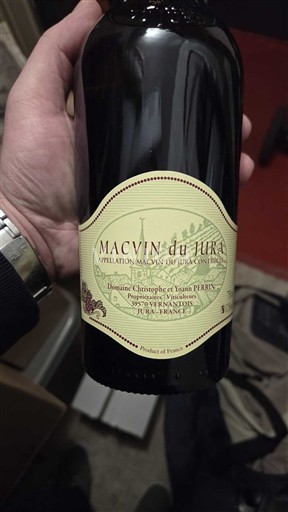 MACVIN du JURA
APPELLATION MACVIN DU JURA CONTRÔLÉE
Domaine Christophe et Yoann PERRIN
Propriétaires - Viticulteurs
39570 VERNANTOIS
JURA - FRANCE
Product of France